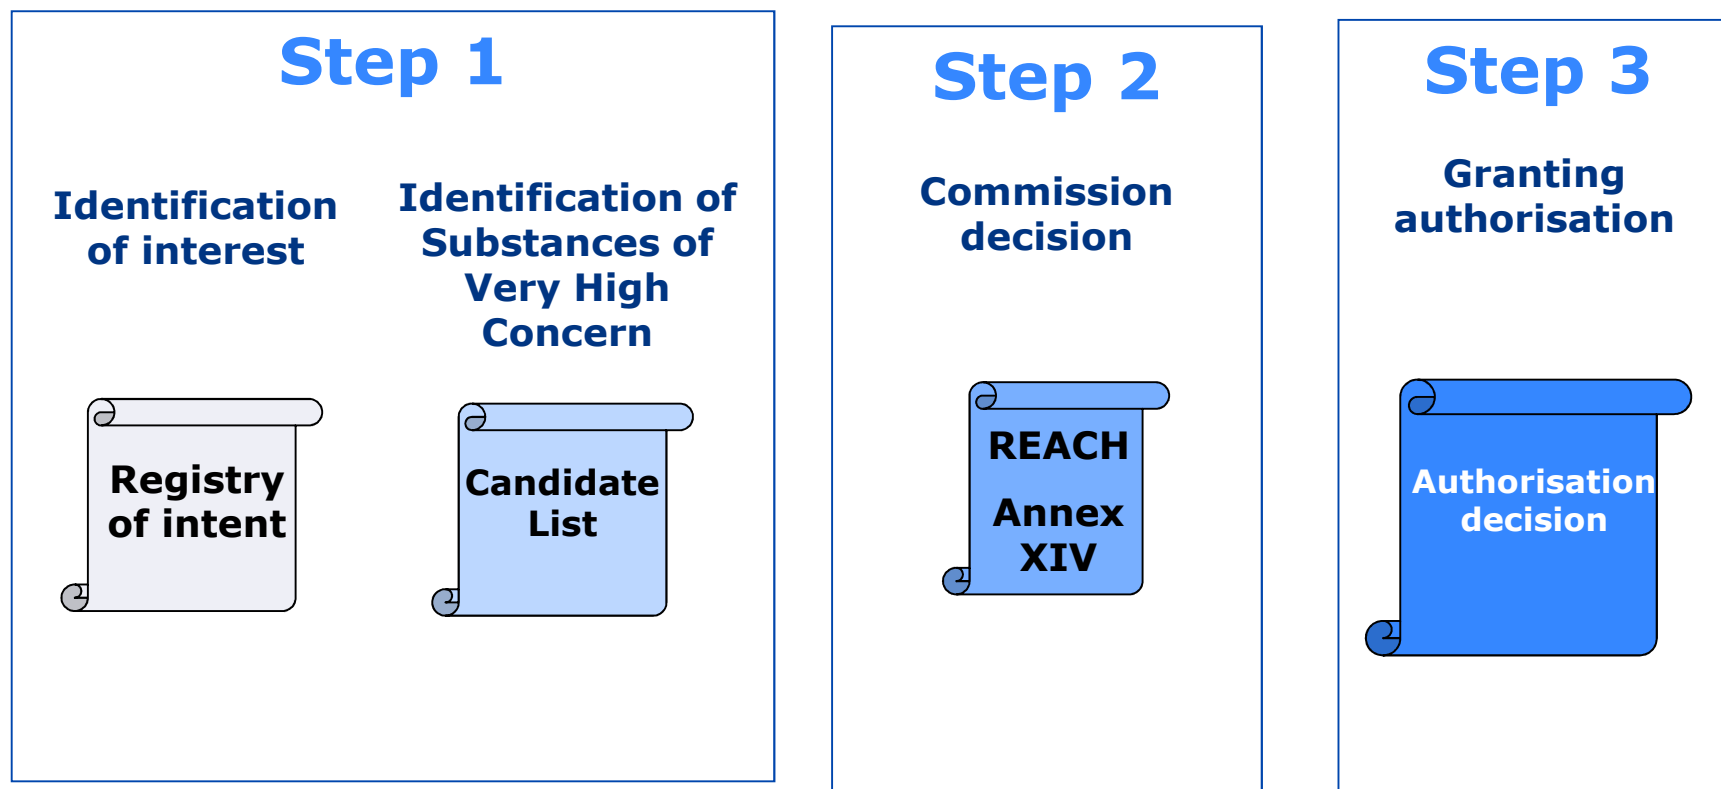 Step 1
Identification
of interest
Identification of
Substances of
Very High
Concern
Registry
of intent
Candidate
List
Step 2
Commission
decision
REACH
Annex
XIV
Step 3
Granting
authorisation
Authorisation
decision